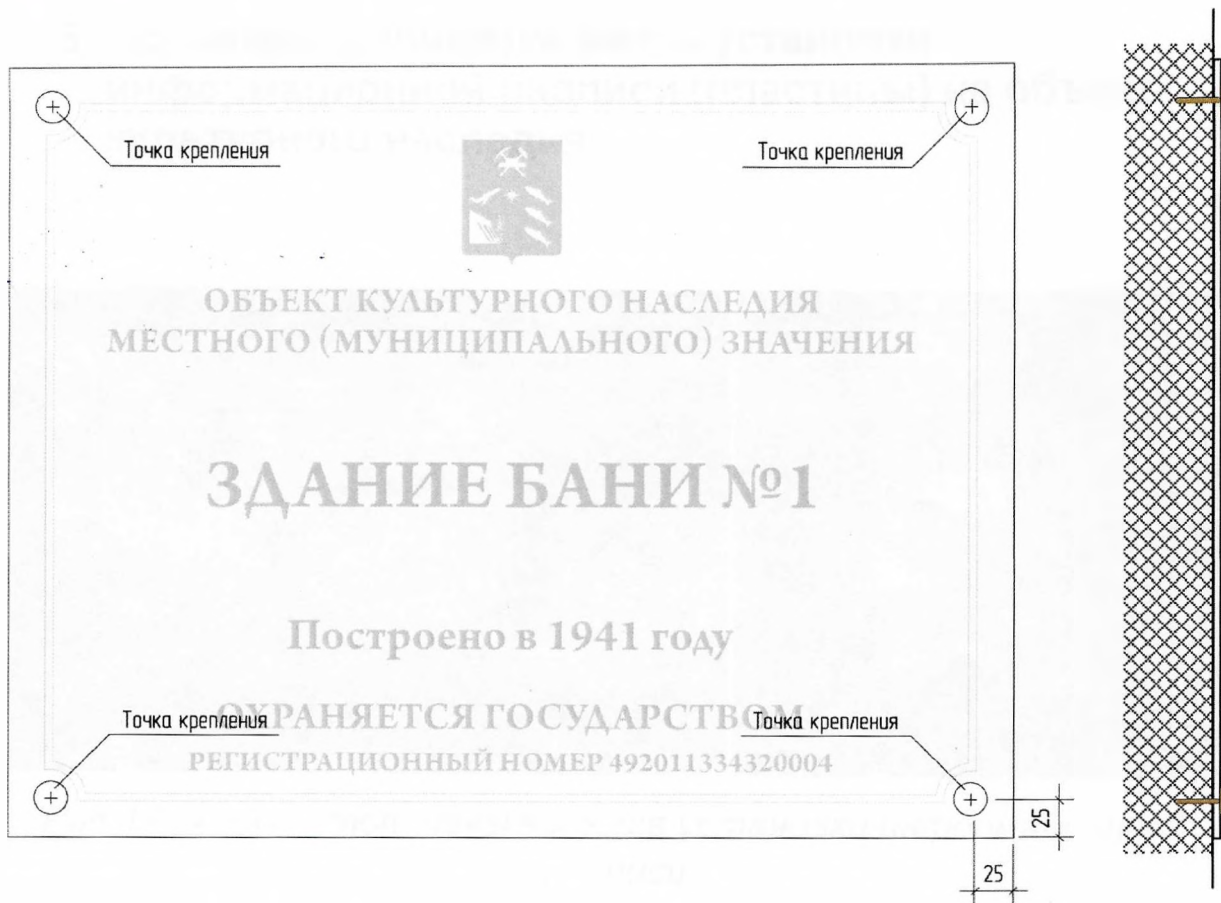 Точка крепления
Точка крепления
ОБЪЕКТ КУЛЬТУРНОГО НАСЛЕДИЯ
МЕСТНОГО (МУНИЦИПАЛЬНОГО) ЗНАЧЕНИЯ
ЗДАНИЕ БАНИ №1
Построено в 1941 году
ОХРАНЯЕТСЯ ГОСУДАРСТВОМ
Точка крепления
Точка крепления
РЕГИСТРАЦИОННЫЙ НОМЕР 492011334320004
25
25